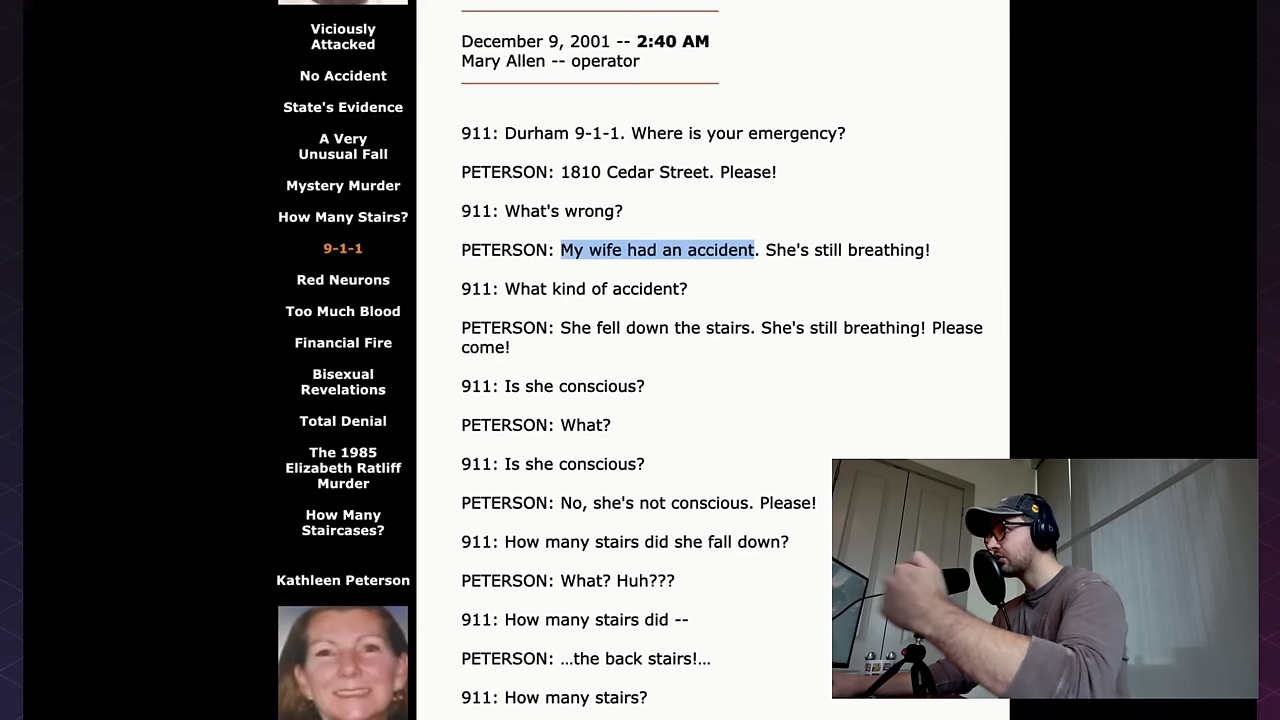 Viciously
Attacked
No Accident
State's Evidence
A Very
Unusual Fall
Mystery Murder
How Many Stairs?
9-1-1
Red Neurons
Too Much Blood
Financial Fire
Bisexual
Revelations
Total Denial
The 1985
Elizabeth Ratliff
Murder
How Many
Staircases?
Kathleen Peterson
December 9, 2001 -- 2:40 AM
Mary Allen -- operator
911: Durham 9-1-1. Where is your emergency?
PETERSON: 1810 Cedar Street. Please!
911: What's wrong?
PETERSON: My wife had an accident. She's still breathing!
911: What kind of accident?
PETERSON: She fell down the stairs. She's still breathing! Please
come!
911: Is she conscious?
PETERSON: What?
911: Is she conscious?
PETERSON: No, she's not conscious. Please!
911: How many stairs did she fall down?
PETERSON: What? Huh???
911: How many stairs did --
PETERSON: …the back stairs!…
911: How many stairs?